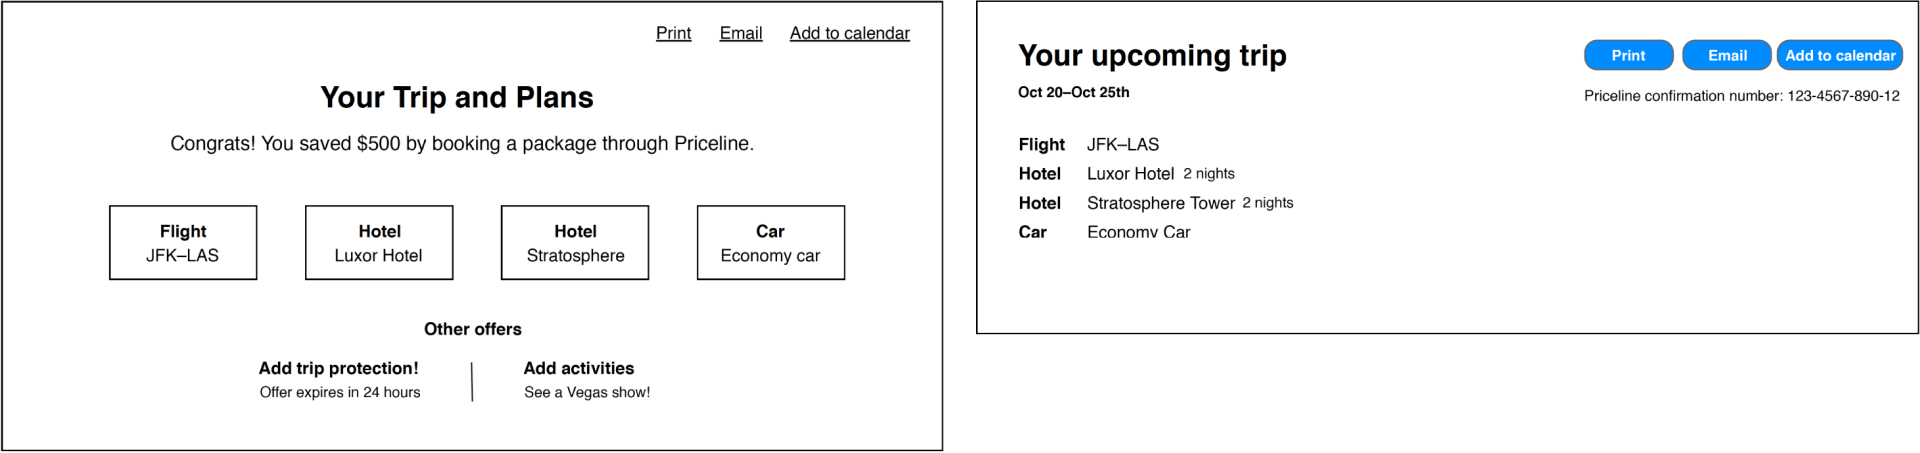 Print Email Add to calendar
Your Trip and Plans
Congrats! You saved $500 by booking a package through Priceline.
Flight
JFK–LAS
Hotel
Luxor Hotel
Hotel
Stratosphere
Car
Economy car
Other offers
Add trip protection!
Offer expires in 24 hours
Add activities
See a Vegas show!
Your upcoming trip
Oct 20–Oct 25th
Print Email Add to calendar
Priceline confirmation number: 123-4567-890-12
Flight JFK–LAS
Hotel Luxor Hotel 2 nights
Hotel Stratosphere Tower 2 nights
Car Economy Car